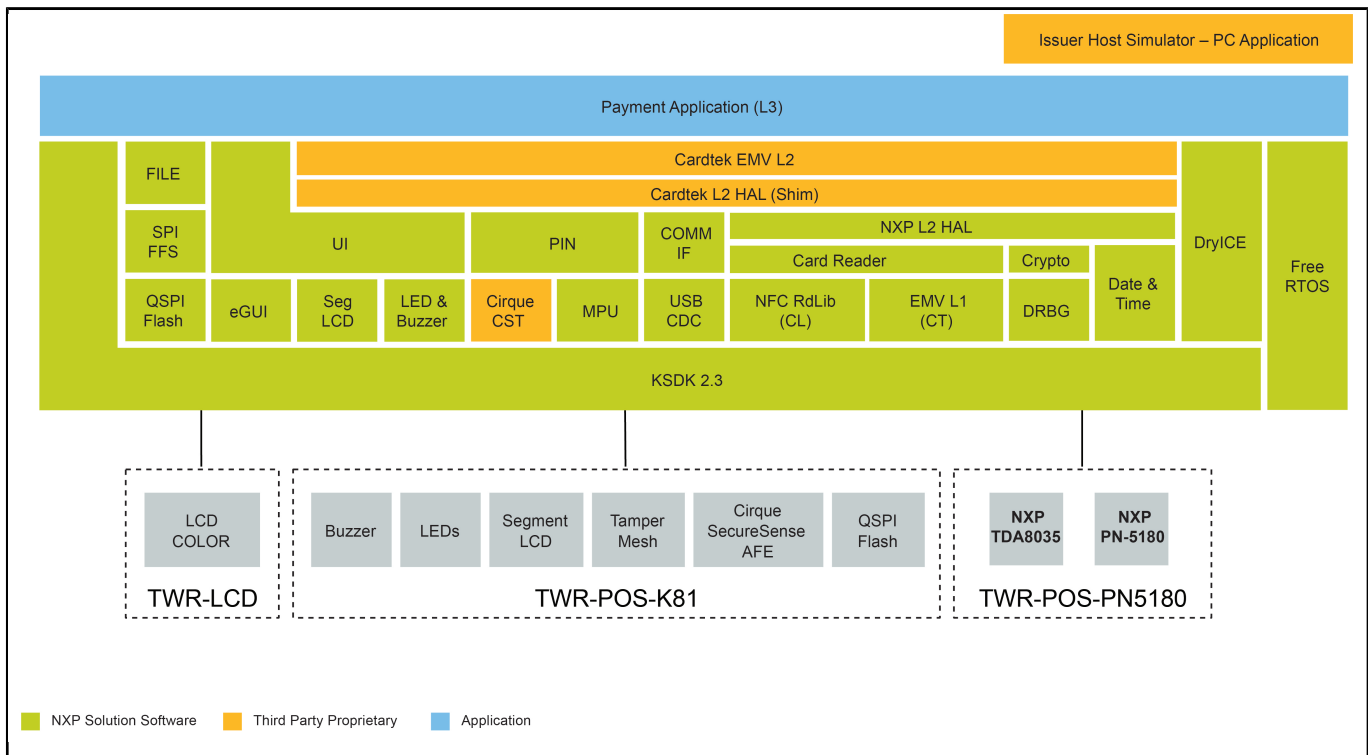 Issuer Host Simulator – PC Application
Payment Application (L3)
FILE
Cardtek EMV L2
Cardtek L2 HAL (Shim)
SPI
FFS
UI
PIN
COMM
IF
NXP L2 HAL
Card Reader
Crypto
Date &
Time
DryICE
Free
RTOS
QSPI
Flash
eGUI
Seg
LCD
LED &
Buzzer
Cirque
CST
MPU
USB
CDC
NFC RdLib
(CL)
EMV L1
(CT)
DRBG
KSDK 2.3
LCD
COLOR
TWR-LCD
Buzzer
LEDs
Segment
LCD
Tamper
Mesh
Cirque
SecureSense
AFE
QSPI
Flash
TWR-POS-K81
NXP
TDA8035
NXP
PN-5180
TWR-POS-PN5180
NXP Solution Software
Third Party Proprietary
Application